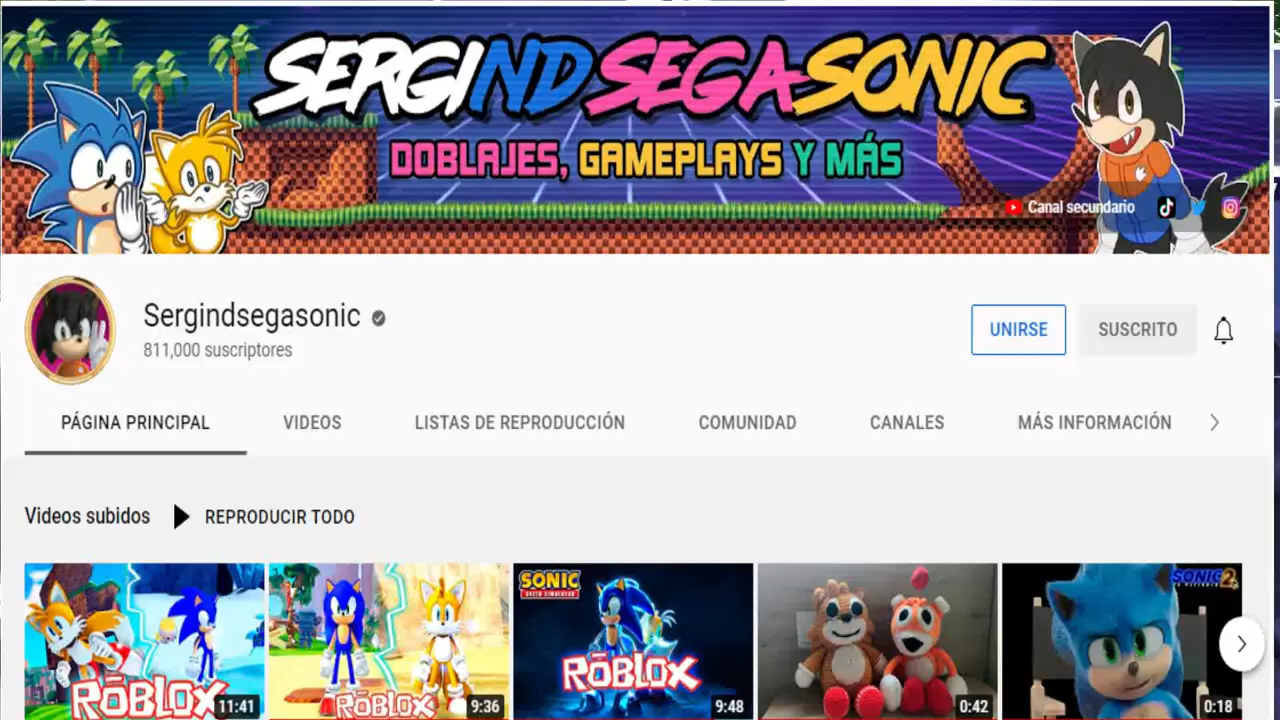 SERGINDSEGASONIC
DOBLAJES, GAMEPLAYS Y MÁS
Canal secundario
Sergindsegasonic
811,000 suscriptores
UNIRSE
SUSCRITO
PÁGINA PRINCIPAL
VIDEOS
LISTAS DE REPRODUCCIÓN
COMUNIDAD
CANALES
MÁS INFORMACIÓN
Videos subidos
REPRODUCIR TODO
ROBLOX
11:41
ROBLOX
9:36
SONIC
ROBLOX
9:48
0:42
SONIC 2
0:18